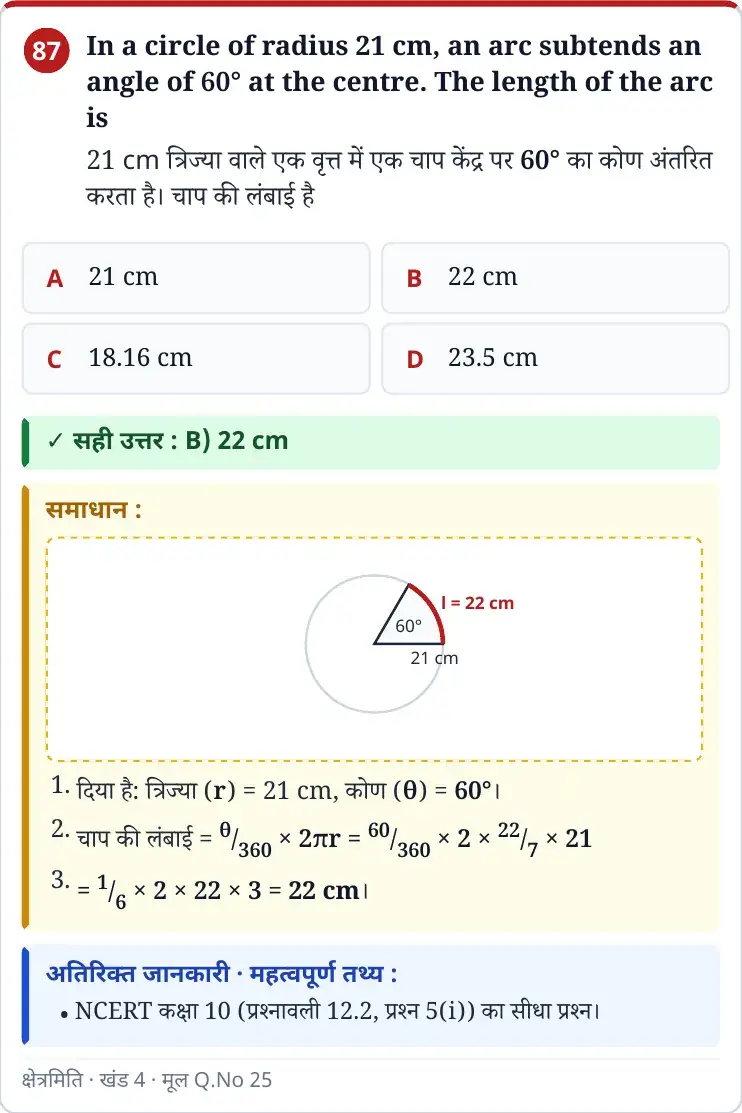 87
In a circle of radius 21 cm, an arc subtends an
angle of 60° at the centre. The length of the arc
is
21 cm त्रिज्या वाले एक वृत्त में एक चाप केंद्र पर 60° का कोण अंतरित
करता है। चाप की लंबाई है
A 21 cm
B 22 cm
C 18.16 cm
D 23.5 cm
✓ सही उत्तर : B) 22 cm
समाधान :
l = 22 cm
60°
21 cm
1. दिया है: त्रिज्या (r) = 21 cm, कोण (θ) = 60°।
2. चाप की लंबाई = θ/360 × 2πr = 60/360 × 2 × 22/7 × 21
3. = 1/6 × 2 × 22 × 3 = 22 cm।
अतिरिक्त जानकारी · महत्वपूर्ण तथ्य :
• NCERT कक्षा 10 (प्रश्नावली 12.2, प्रश्न 5(i)) का सीधा प्रश्न।
क्षेत्रमिति · खंड 4 · मूल Q.No 25